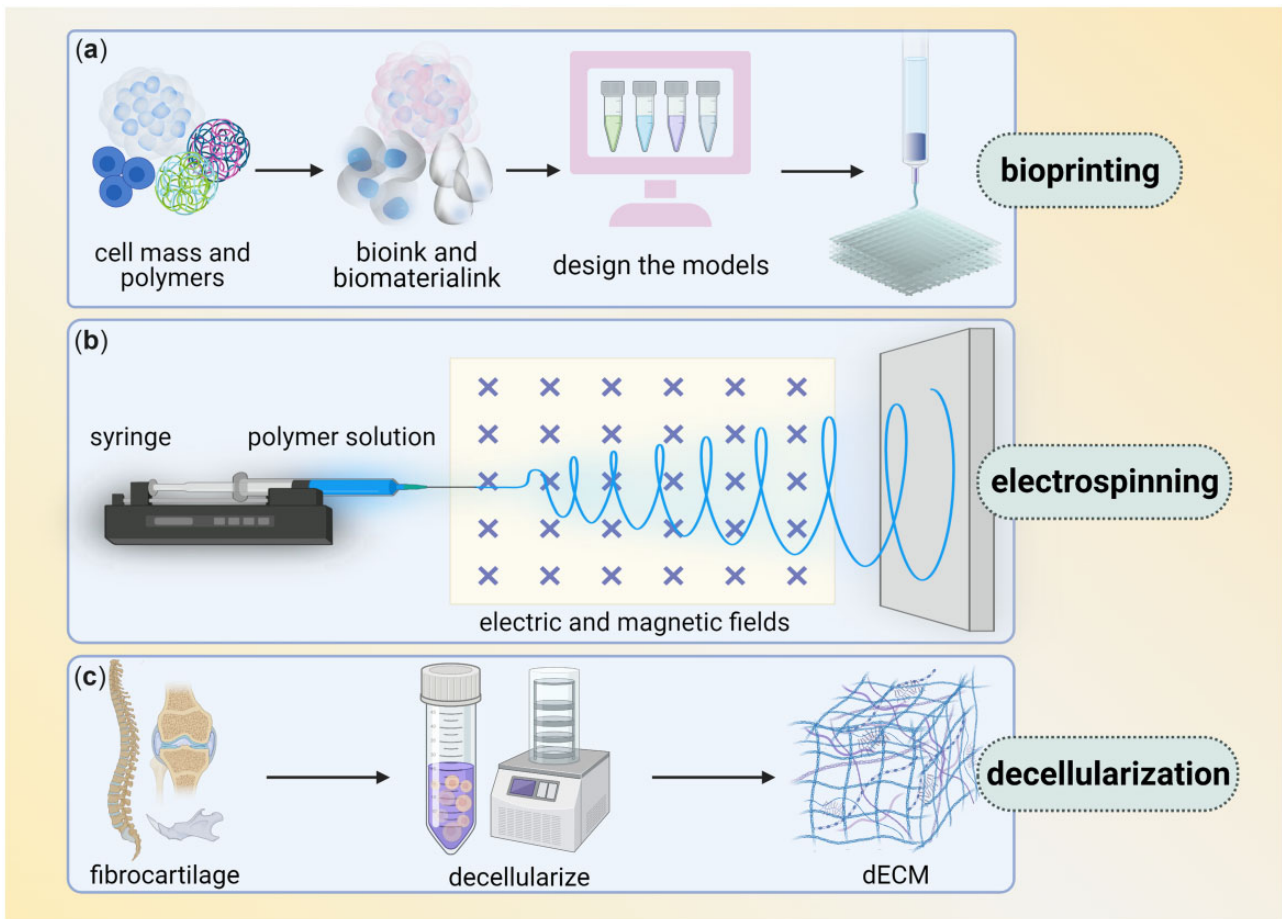 (a)
cell mass and
polymers
bioink and
biomaterialink
design the models
bioprinting
(b)
syringe
polymer solution
electric and magnetic fields
electrospinning
(c)
fibrocartilage
decellularize
dECM
decellularization